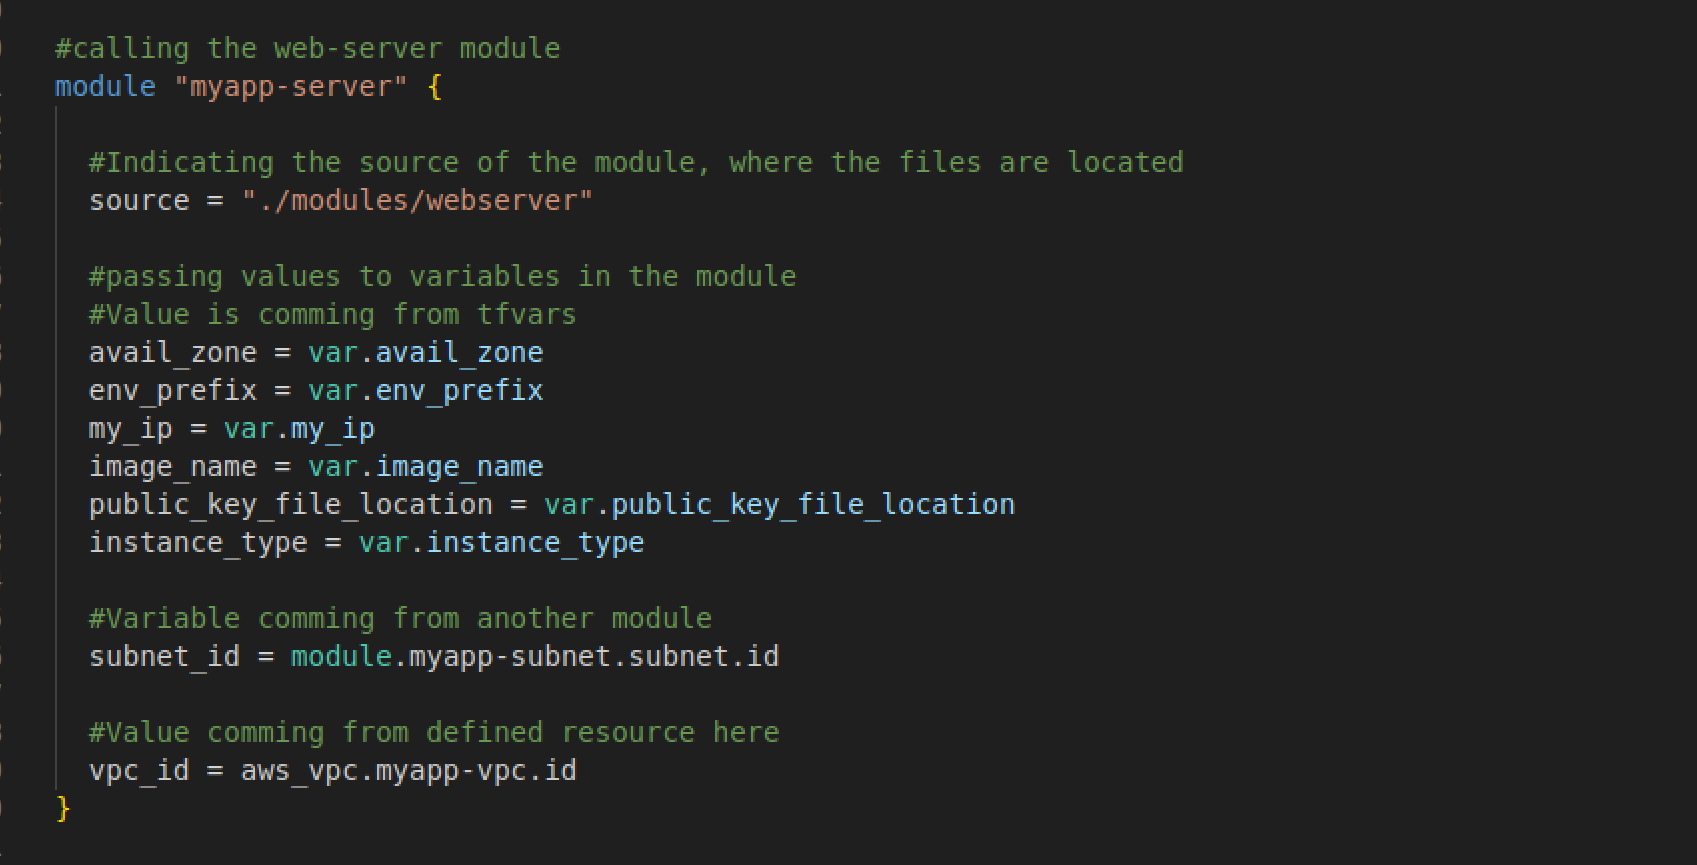 #calling the web-server module
module "myapp-server" {
#Indicating the source of the module, where the files are located
source = "./modules/webserver"
#passing values to variables in the module
#Value is comming from tfvars
avail_zone = var.avail_zone
env_prefix = var.env_prefix
my_ip = var.my_ip
image_name = var.image_name
public_key_file_location = var.public_key_file_location
instance_type = var.instance_type
#Variable comming from another module
subnet_id = module.myapp-subnet.subnet.id
#Value comming from defined resource here
vpc_id = aws_vpc.myapp-vpc.id
}